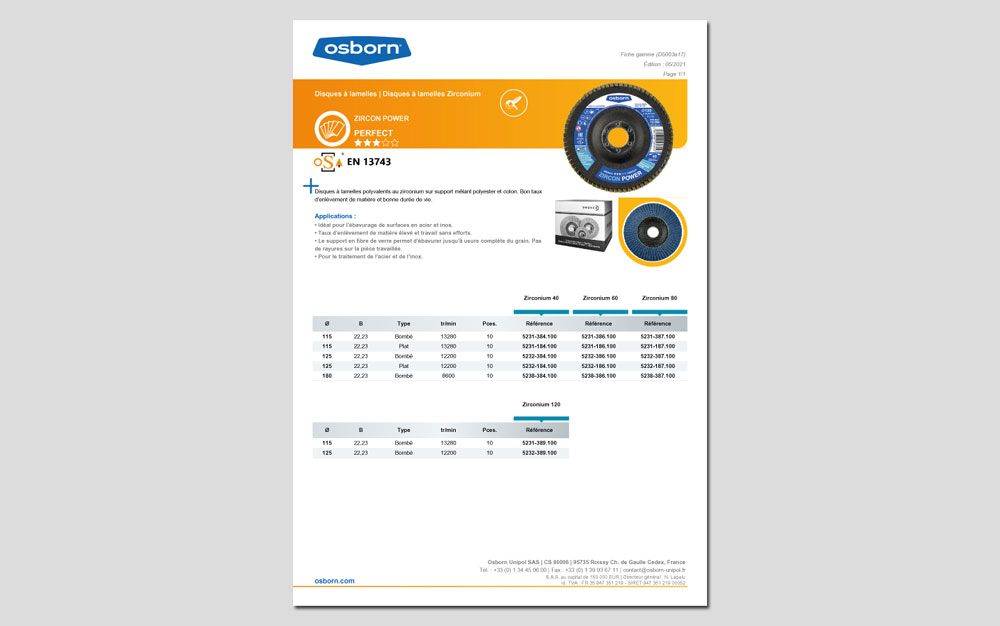 osborn
Fiche gamme (DS003a17)
Édition : 05/2021
Page 1/1
Disques à lamelles | Disques à lamelles Zirconium
ZIRCON POWER
PERFECT
OSA
EN 13743
osborn
ZIRCON POWER
Disques à lamelles polyvalents au zirconium sur support mêlant polyester et coton. Bon taux
d'enlèvement de matière et bonne durée de vie.
Applications :
• Idéal pour l'ébavurage de surfaces en acier et inox.
• Taux d'enlèvement de matière élevé et travail sans efforts.
• Le support en fibre de verre permet d'ébavurer jusqu'à usure complète du grain. Pas
de rayures sur la pièce travaillée.
• Pour le traitement de l'acier et de l'inox.
Zirconium 40 Zirconium 60 Zirconium 80
Ø B Type tr/min Pces. Référence Référence Référence
115 22,23 Bombé 13280 10 5231-384.100 5231-386.100 5231-387.100
115 22,23 Plat 13280 10 5231-184.100 5231-186.100 5231-187.100
125 22,23 Bombé 12200 10 5232-384.100 5232-386.100 5232-387.100
125 22,23 Plat 12200 10 5232-184.100 5232-186.100 5232-187.100
180 22,23 Bombé 8600 10 5238-384.100 5238-386.100 5238-387.100
Zirconium 120
Ø B Type tr/min Pces. Référence
115 22,23 Bombé 13280 10 5231-389.100
125 22,23 Bombé 12200 10 5232-389.100
Osborn Unipol SAS | CS 80906 | 95735 Roissy Ch. de Gaulle Cedex, France
Tél. : +33 (0) 1 34 45 06 00 | Fax : +33 (0) 1 39 93 67 11 | contact@osborn-unipol.fr
S.A.S. au capital de 150 000 EUR | Directeur général - N.
Id. TVA : FR 35 947 351 219 - SIRET 947 351 219 00052
osborn.com